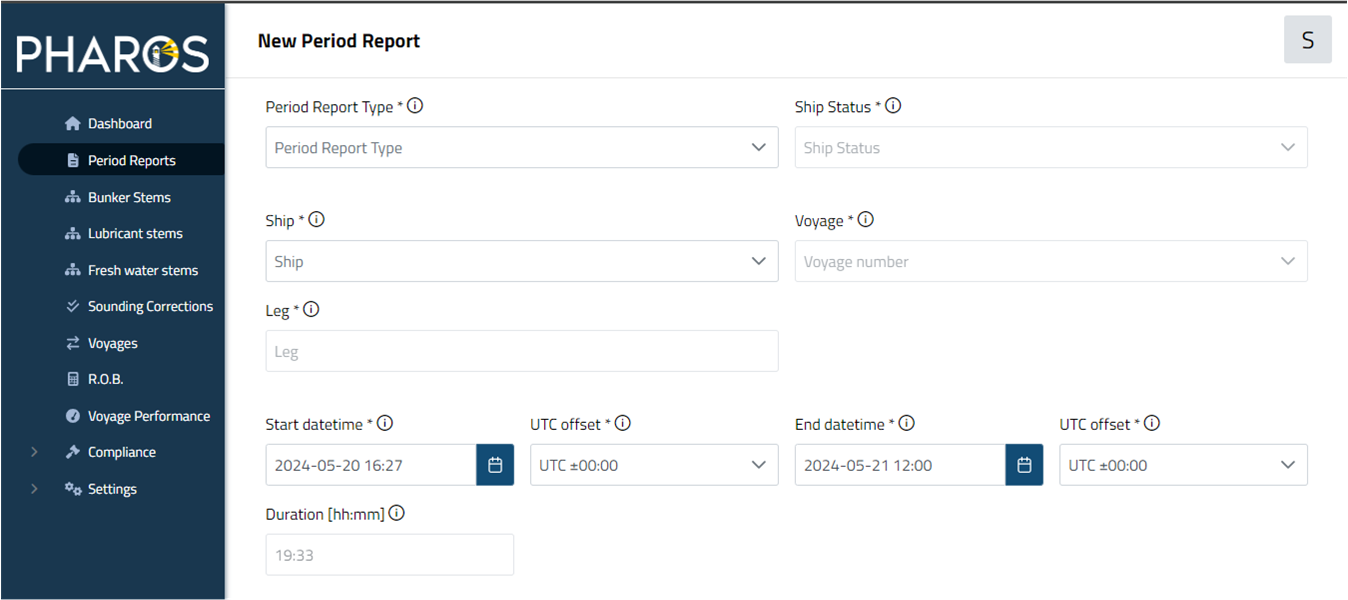 PHAROS
New Period Report
S
Dashboard
Period Reports
Bunker Stems
Lubricant stems
Fresh water stems
Sounding Corrections
Voyages
R.O.B.
Voyage Performance
Compliance
Settings
Period Report Type *
Period Report Type
Ship Status *
Ship Status
Ship *
Ship
Voyage *
Voyage number
Leg *
Leg
Start datetime *
2024-05-20 16:27
UTC offset *
UTC ±00:00
End datetime *
2024-05-21 12:00
UTC offset *
UTC ±00:00
Duration [hh:mm]
19:33